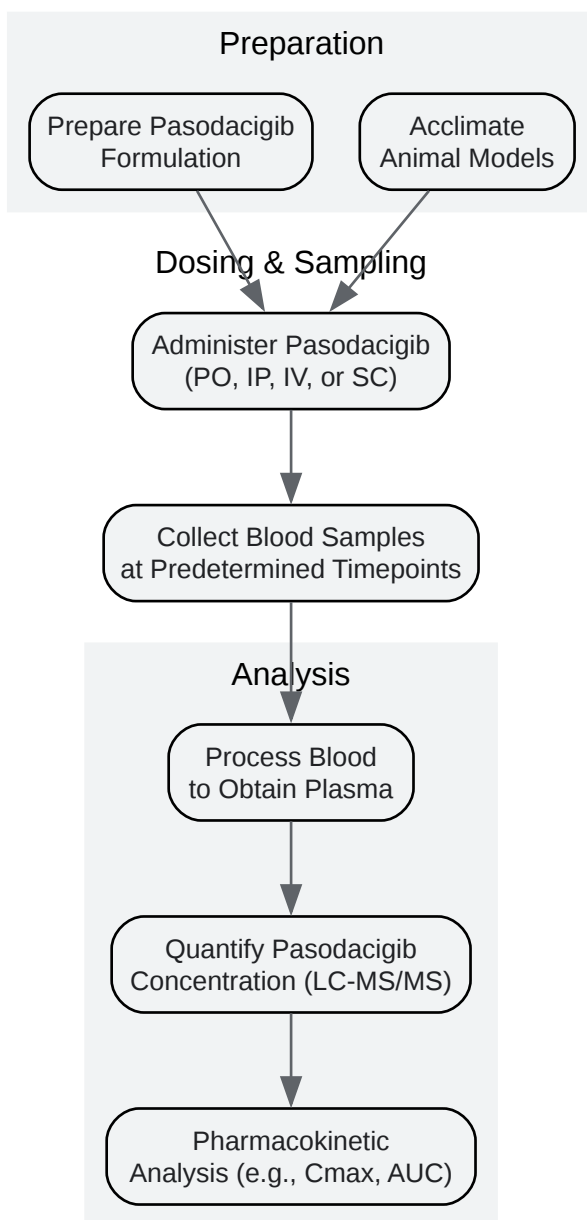 Preparation
Prepare Pasodacigib
Formulation
Acclimate
Animal Models
Dosing & Sampling
Administer Pasodacigib
(PO, IP, IV, or SC)
Collect Blood Samples
at Predetermined Timepoints
Analysis
Process Blood
to Obtain Plasma
Quantify Pasodacigib
Concentration (LC-MS/MS)
Pharmacokinetic
Analysis (e.g., Cmax, AUC)